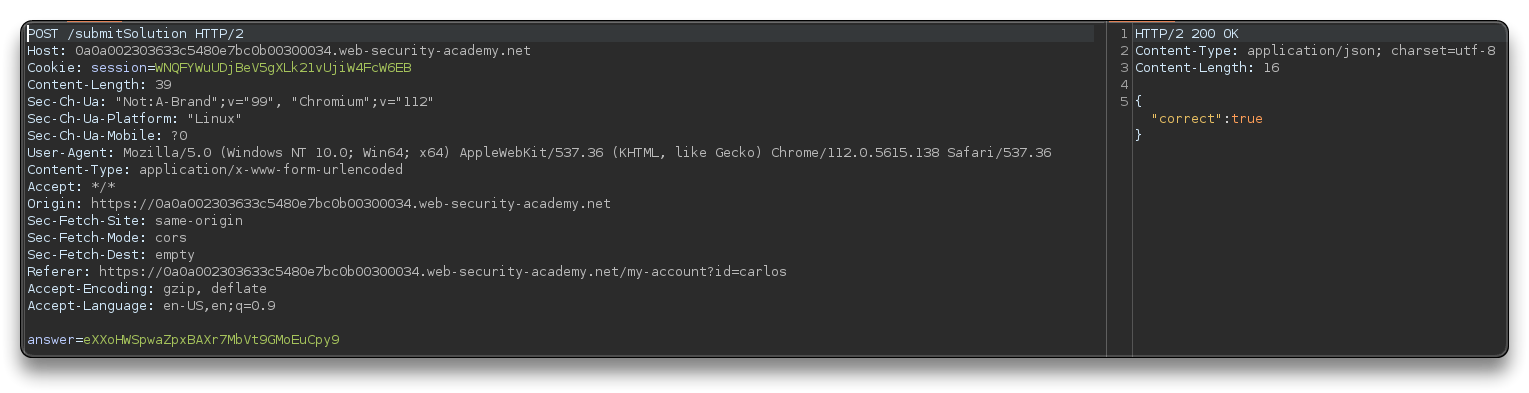 POST /submitSolution HTTP/2
Host: 0a0a002303633c5480e7bc0b00300034.web-security-academy.net
Cookie: session=WNQFYWuUDjBeV5gXLk21vUjiW4FcW6EB
Content-Length: 39
Sec-Ch-Ua: "Not:A-Brand";v="99", "Chromium";v="112"
Sec-Ch-Ua-Platform: "Linux"
Sec-Ch-Ua-Mobile: ?0
User-Agent: Mozilla/5.0 (Windows NT 10.0; Win64; x64) AppleWebKit/537.36 (KHTML, like Gecko) Chrome/112.0.5615.138 Safari/537.36
Content-Type: application/x-www-form-urlencoded
Accept: */*
Origin: https://0a0a002303633c5480e7bc0b00300034.web-security-academy.net
Sec-Fetch-Site: same-origin
Sec-Fetch-Mode: cors
Sec-Fetch-Dest: empty
Referer: https://0a0a002303633c5480e7bc0b00300034.web-security-academy.net/my-account?id=carlos
Accept-Encoding: gzip, deflate
Accept-Language: en-US,en;q=0.9
answer=eXXoHWSpwaZpxBAXr7MbVt9GMoEuCpy9
1 HTTP/2 200 OK
2 Content-Type: application/json; charset=utf-8
3 Content-Length: 16
4
5 {
"correct":true
}